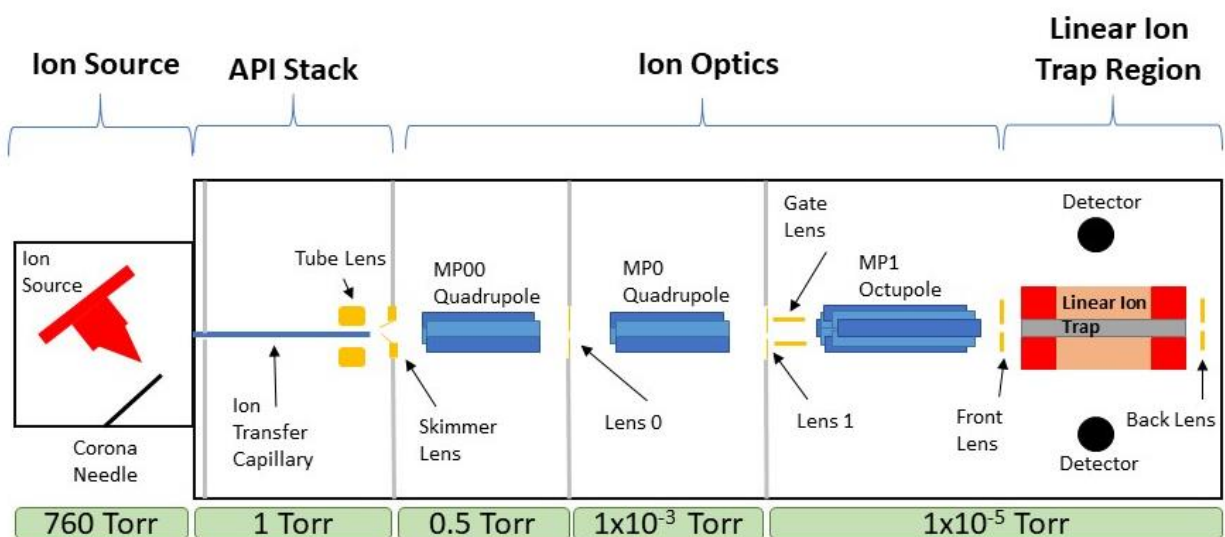 Ion Source
API Stack
Ion Optics
Linear Ion
Trap Region
Ion
Source
Corona
Needle
Tube Lens
Ion
Transfer
Capillary
Skimmer
Lens
MP00
Quadrupole
Lens 0
MP0
Quadrupole
Gate
Lens
Lens 1
MP1
Octupole
Front
Lens
Detector
Linear Ion
Trap
Back Lens
Detector
760 Torr
1 Torr
0.5 Torr
1x10⁻³ Torr
1x10⁻⁵ Torr